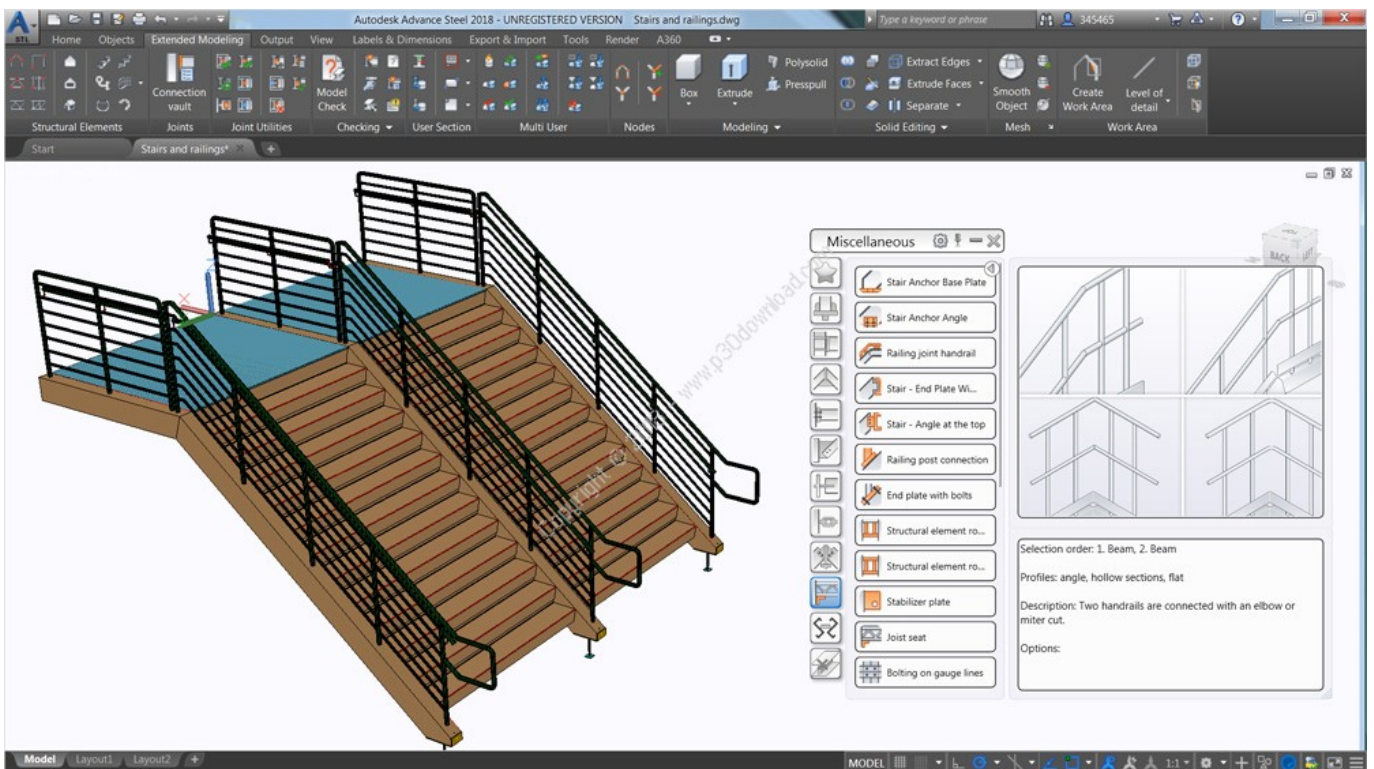 Autodesk Advance Steel 2018 - UNREGISTERED VERSION Stairs and railings.dwg
Type a keyword or phrase
345465
STL
Home Objects Extended Modeling Output View Labels & Dimensions Export & Import Tools Render A360
Polysolid
Extract Edges
Presspull
Extrude Faces
Separate
Connection vault
Model Check
Box
Extrude
Smooth Object
Create Work Area
Level of detail
Structural Elements Joints Joint Utilities Checking User Section Multi User Nodes Modeling Solid Editing Mesh Work Area
Start Stairs and railings*
Miscellaneous
Stair Anchor Base Plate
Stair Anchor Angle
Railing joint handrail
Stair - End Plate Wi...
Stair - Angle at the top
Railing post connection
End plate with bolts
Structural element ro...
Structural element ro...
Stabilizer plate
Joist seat
Bolting on gauge lines
BACK
LEFT
Selection order: 1. Beam, 2. Beam
Profiles: angle, hollow sections, flat
Description: Two handrails are connected with an elbow or
miter cut.
Options:
Copyright © - www.p30download.com
Model Layout1 Layout2 +
MODEL
1:1